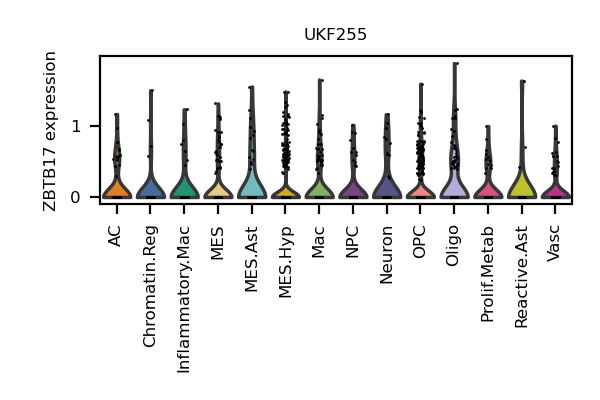 UKF255
ZBTB17 expression
1
0
AC
Chromatin.Reg
Inflammatory.Mac
MES
MES.Ast
MES.Hyp
Mac
NPC
Neuron
OPC
Oligo
Prolif.Metab
Reactive.Ast
Vasc